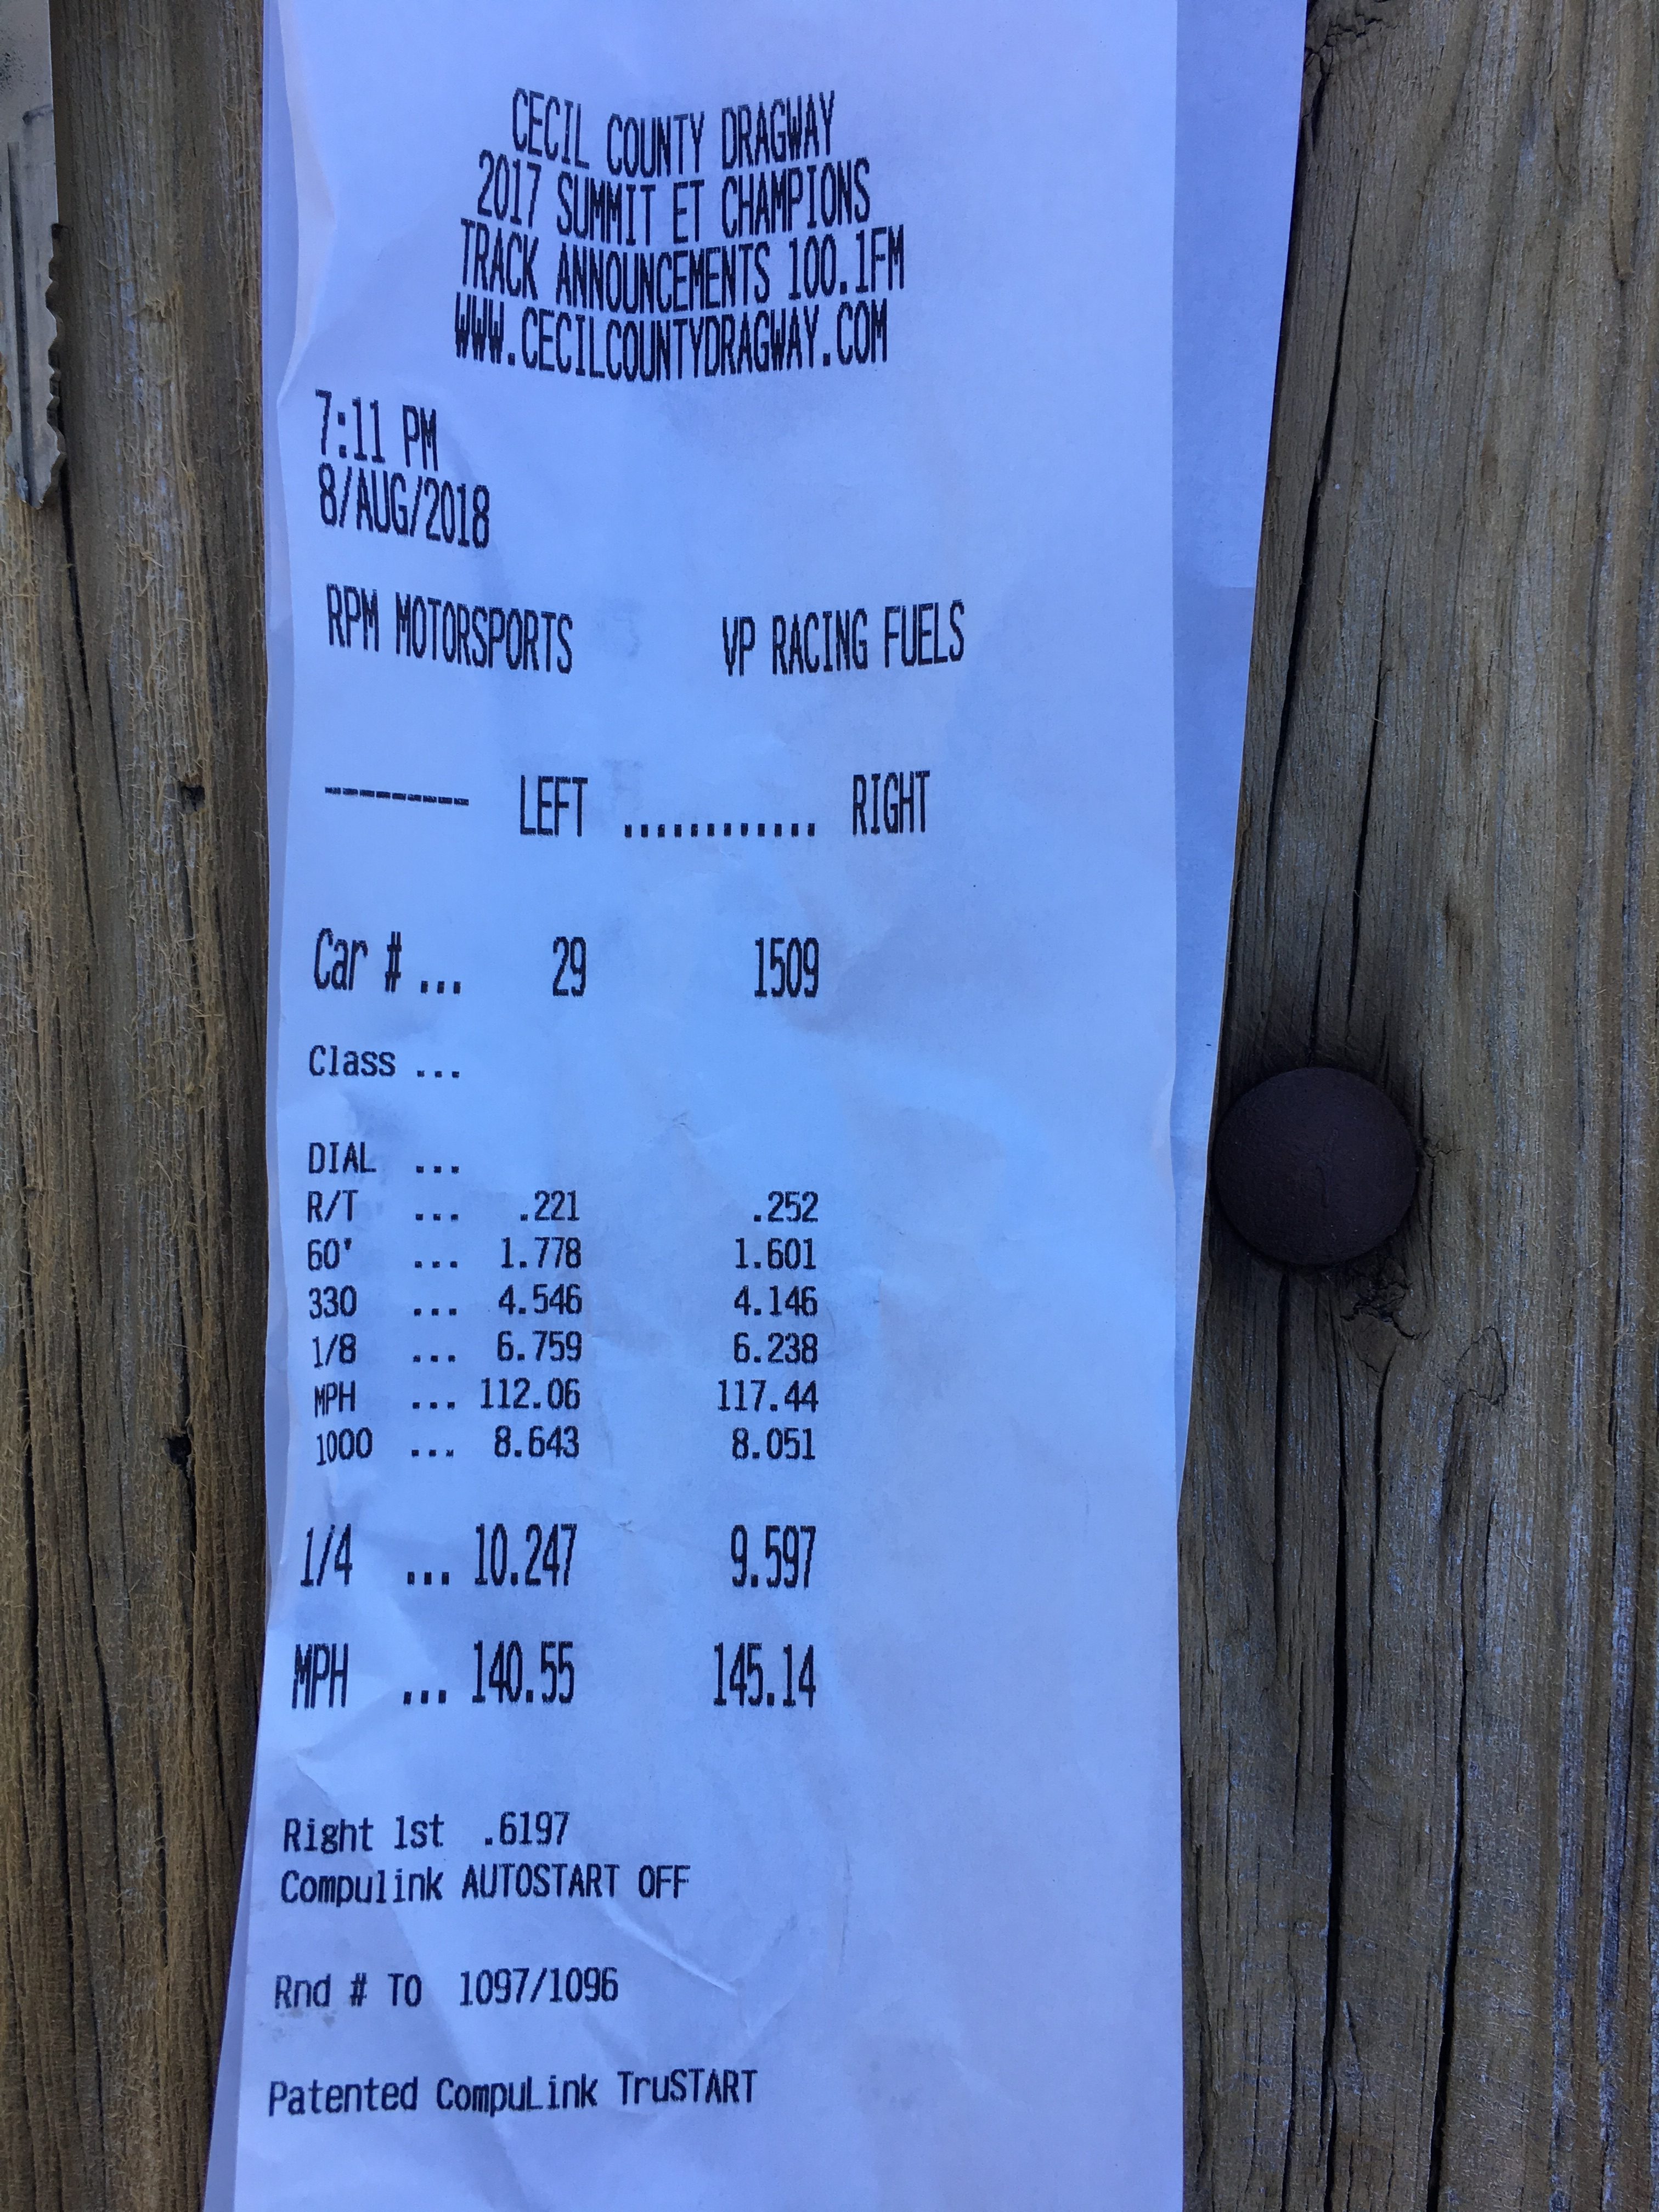 CECIL COUNTY DRAGWAY
2017 SUMMIT ET CHAMPIONS
TRACK ANNOUNCEMENTS 100.1FM
WWW.CECILCOUNTYDRAGWAY.COM
7:11 PM
8/AUG/2018
RPM MOTORSPORTS VP RACING FUELS
--------- LEFT ............ RIGHT
Car # ... 29 1509
Class ...
DIAL ...
R/T ... .221 .252
60' ... 1.778 1.601
330 ... 4.546 4.146
1/8 ... 6.759 6.238
MPH ... 112.06 117.44
1000 ... 8.643 8.051
1/4 ... 10.247 9.597
MPH ... 140.55 145.14
Right 1st .6197
Compulink AUTOSTART OFF
Rnd # TO 1097/1096
Patented CompuLink TruSTART